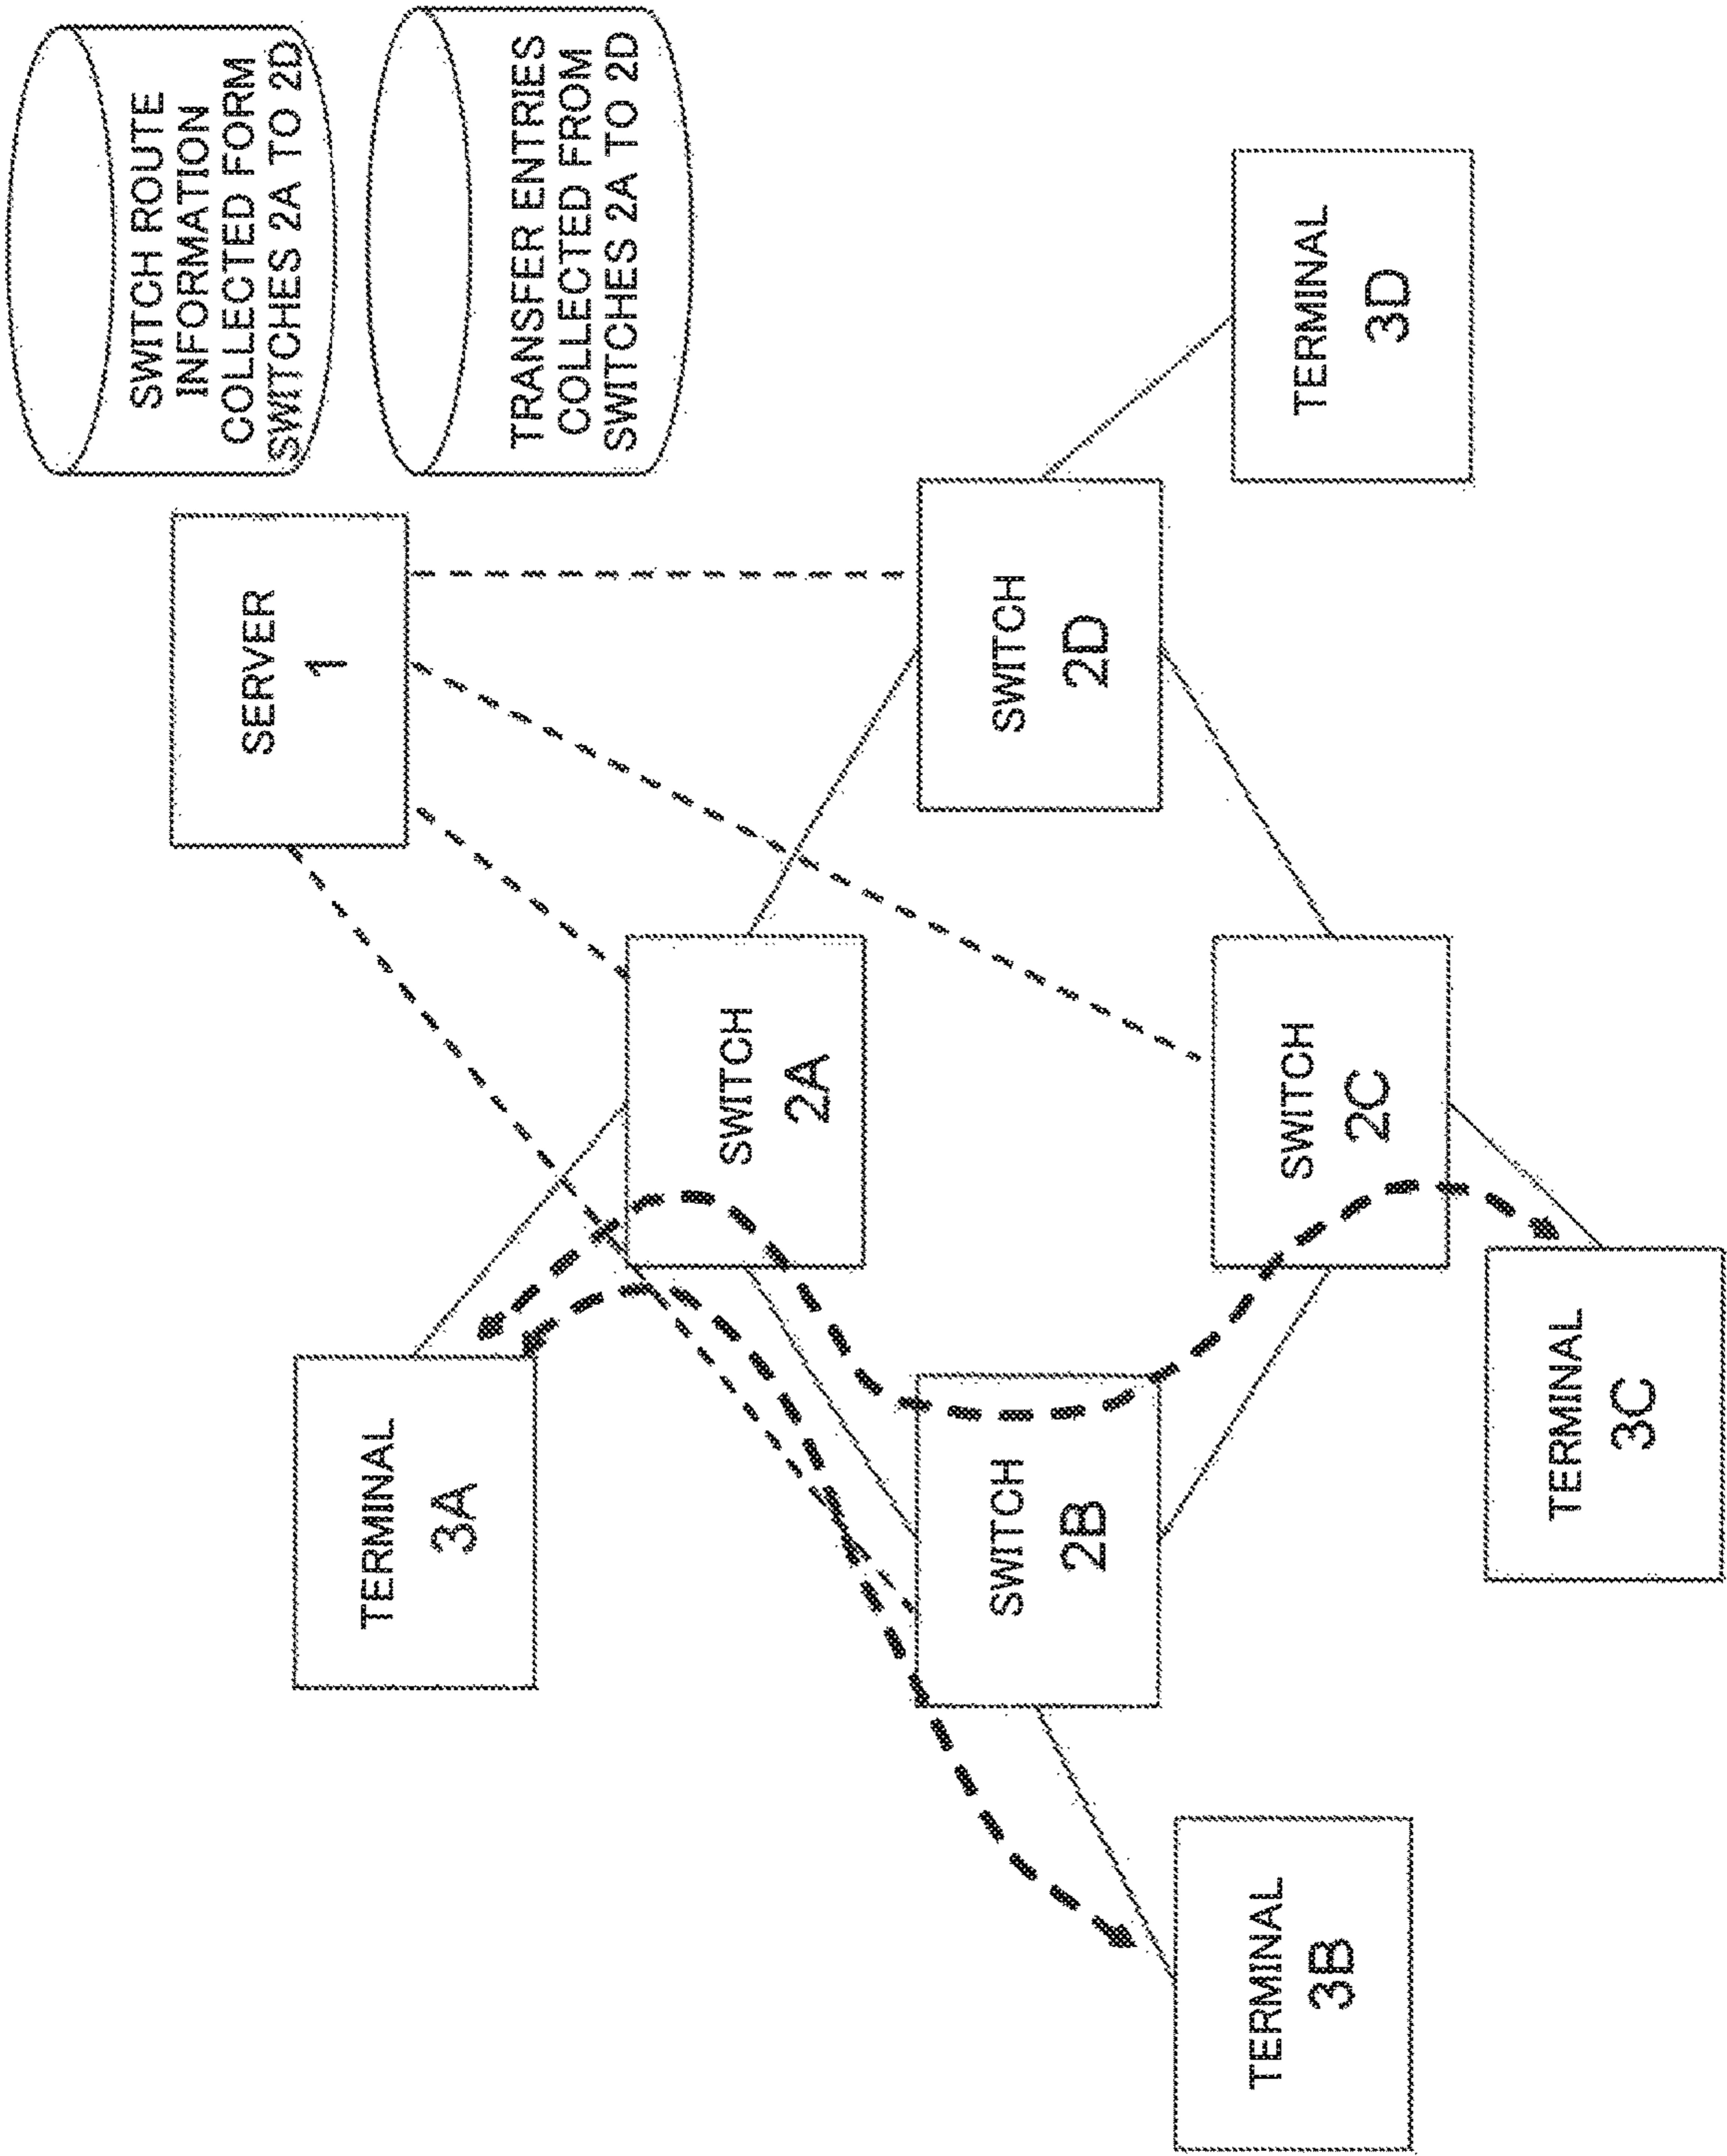 SWITCH ROUTE
INFORMATION
COLLECTED FORM
SWITCHES 2A TO 2D
TRANSFER ENTRIES
COLLECTED FROM
SWITCHES 2A TO 2D
SERVER
1
TERMINAL
3A
SWITCH
2A
SWITCH
2D
SWITCH
2B
SWITCH
2C
TERMINAL
3B
TERMINAL
3D
TERMINAL
3C